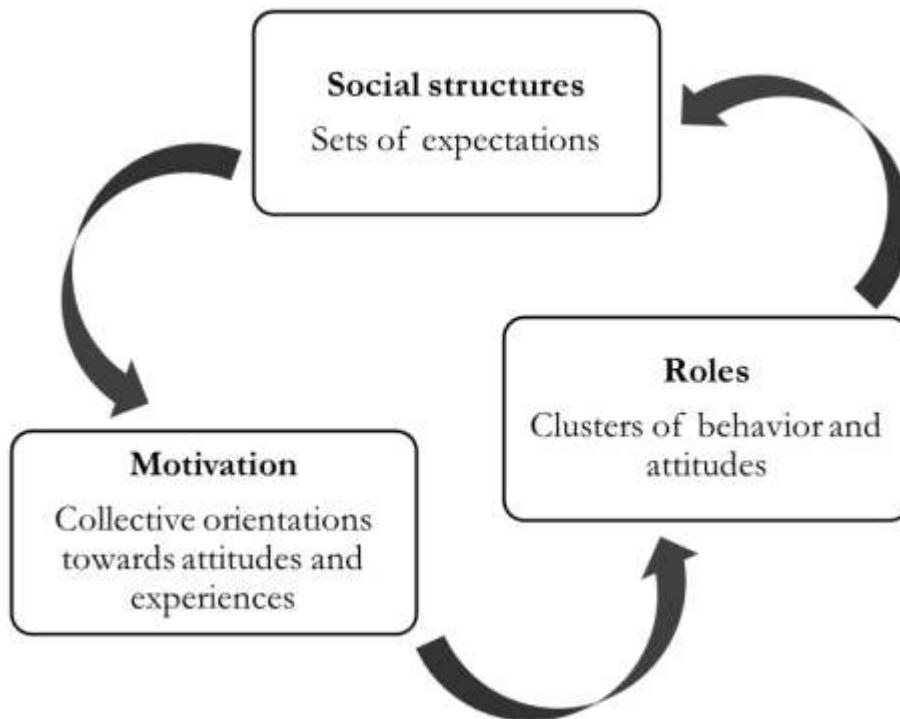 Social structures
Sets of expectations
Roles
Clusters of behavior and
attitudes
Motivation
Collective orientations
towards attitudes and
experiences